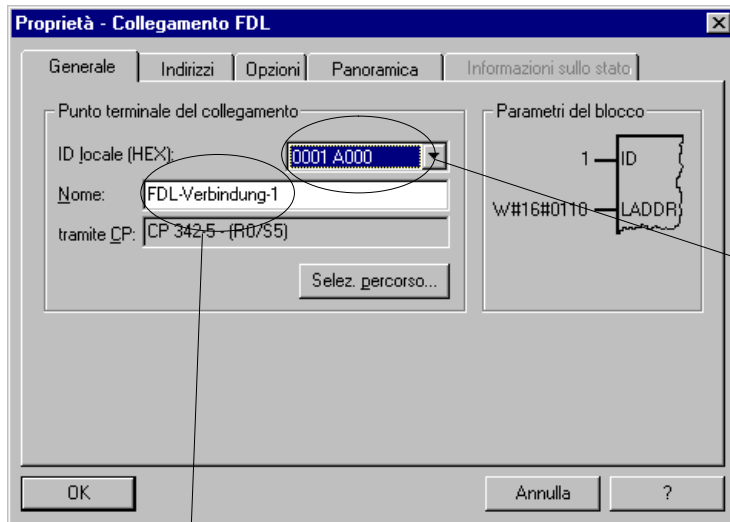 Proprietà - Collegamento FDL
Generale Indirizzi Opzioni Panoramica Informazioni sullo stato
Punto terminale del collegamento
ID locale (HEX): 0001 A000
Nome: FDL-Verbindung-1
tramite CP: CP 342-5 - (R0/S5)
Selez. percorso...
Parametri del blocco
1 ID
W#16#0110 LADDR
OK Annulla ?